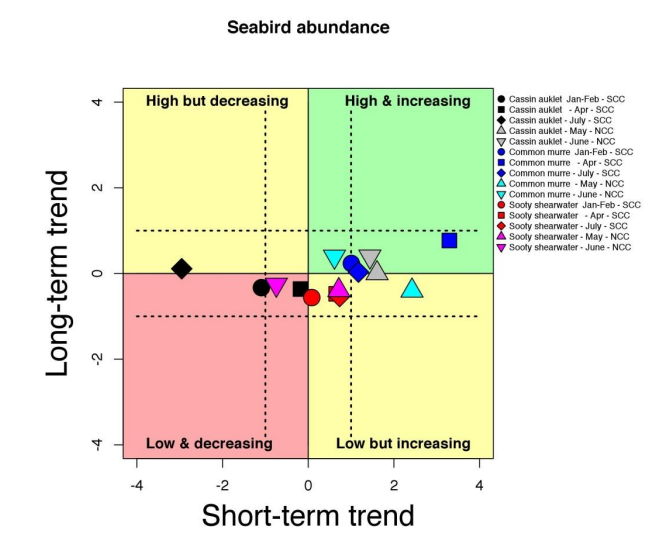 Seabird abundance
High but decreasing
High & increasing
Low & decreasing
Low but increasing
4
2
0
-2
-4
-4
-2
0
2
4
Long-term trend
Short-term trend
Cassin auklet Jan-Feb - SCC
Cassin auklet - Apr - SCC
Cassin auklet - July - SCC
Cassin auklet - May - NCC
Cassin auklet - June - NCC
Common murre Jan-Feb - SCC
Common murre - Apr - SCC
Common murre - July - SCC
Common murre - May - NCC
Common murre - June - NCC
Sooty shearwater Jan-Feb - SCC
Sooty shearwater - Apr - SCC
Sooty shearwater - July - SCC
Sooty shearwater - May - NCC
Sooty shearwater - June - NCC